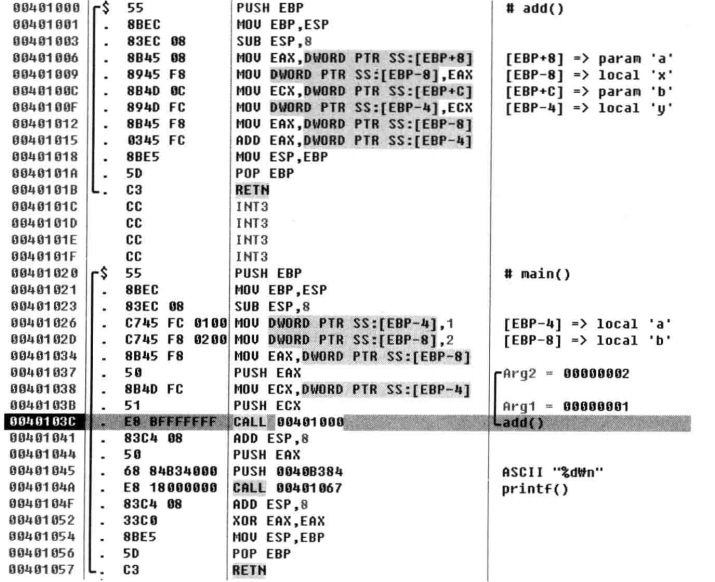 00401000 $ 55 PUSH EBP # add()
00401001 . 8BEC MOV EBP,ESP
00401003 . 83EC 08 SUB ESP,8
00401006 . 8B45 08 MOV EAX,DWORD PTR SS:[EBP+8] [EBP+8] => param 'a'
00401009 . 8945 F8 MOV DWORD PTR SS:[EBP-8],EAX [EBP-8] => local 'x'
0040100C . 8B4D 0C MOV ECX,DWORD PTR SS:[EBP+C] [EBP+C] => param 'b'
0040100F . 894D FC MOV DWORD PTR SS:[EBP-4],ECX [EBP-4] => local 'y'
00401012 . 8B45 F8 MOV EAX,DWORD PTR SS:[EBP-8]
00401015 . 0345 FC ADD EAX,DWORD PTR SS:[EBP-4]
00401018 . 8BE5 MOV ESP,EBP
0040101A . 5D POP EBP
0040101B . C3 RETN
0040101C CC INT3
0040101D CC INT3
0040101E CC INT3
0040101F CC INT3
00401020 $ 55 PUSH EBP # main()
00401021 . 8BEC MOV EBP,ESP
00401023 . 83EC 08 SUB ESP,8
00401026 . C745 FC 0100 MOV DWORD PTR SS:[EBP-4],1 [EBP-4] => local 'a'
0040102D . C745 F8 0200 MOV DWORD PTR SS:[EBP-8],2 [EBP-8] => local 'b'
00401034 . 8B45 F8 MOV EAX,DWORD PTR SS:[EBP-8]
00401037 . 50 PUSH EAX Arg2 = 00000002
00401038 . 8B4D FC MOV ECX,DWORD PTR SS:[EBP-4]
0040103B . 51 PUSH ECX Arg1 = 00000001
0040103C . E8 BFFFFFFF CALL 00401000 add()
00401041 . 83C4 08 ADD ESP,8
00401044 . 50 PUSH EAX
00401045 . 68 84B34000 PUSH 0040B384 ASCII "%d₩n"
0040104A . E8 18000000 CALL 00401067 printf()
0040104F . 83C4 08 ADD ESP,8
00401052 . 33C0 XOR EAX,EAX
00401054 . 8BE5 MOV ESP,EBP
00401056 . 5D POP EBP
00401057 . C3 RETN